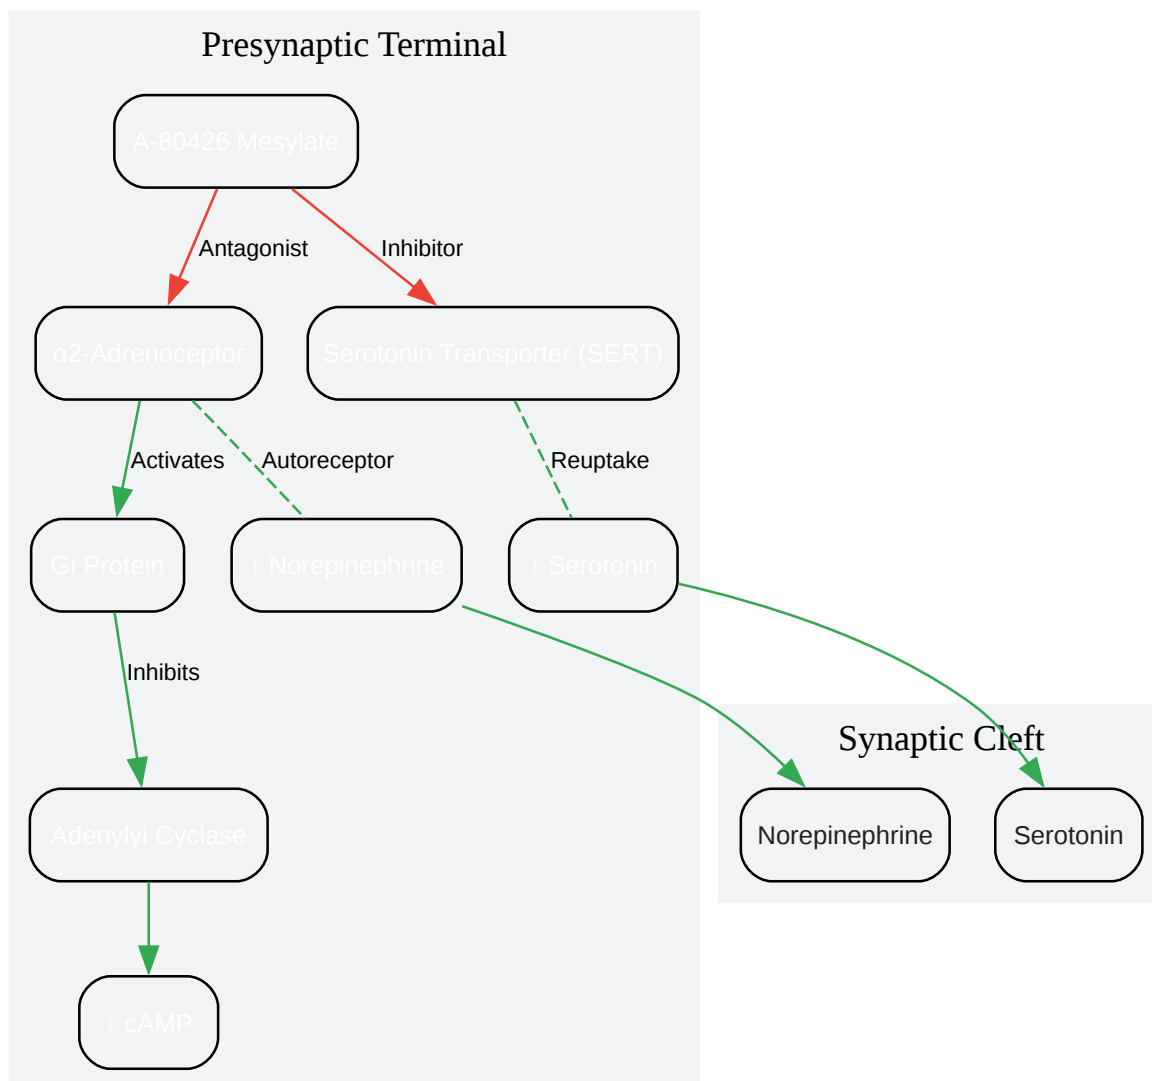 Presynaptic Terminal
A-80426 Mesylate
Antagonist
Inhibitor
α2-Adrenoceptor
Serotonin Transporter (SERT)
Activates
Autoreceptor
Reuptake
Gi Protein
↑ Norepinephrine
↑ Serotonin
Inhibits
Synaptic Cleft
Adenylyl Cyclase
Norepinephrine
Serotonin
↓ cAMP